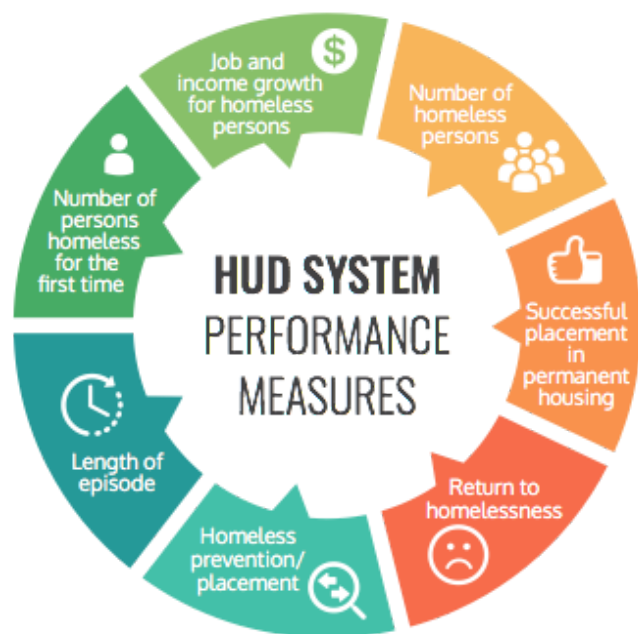 Job and
income growth
for homeless
persons
$
Number of
homeless
persons
Successful
placement
in
permanent
housing
Return to
homelessness
Homeless
prevention/
placement
Length of
episode
Number of
persons
homeless
for the
first time
HUD SYSTEM
PERFORMANCE
MEASURES